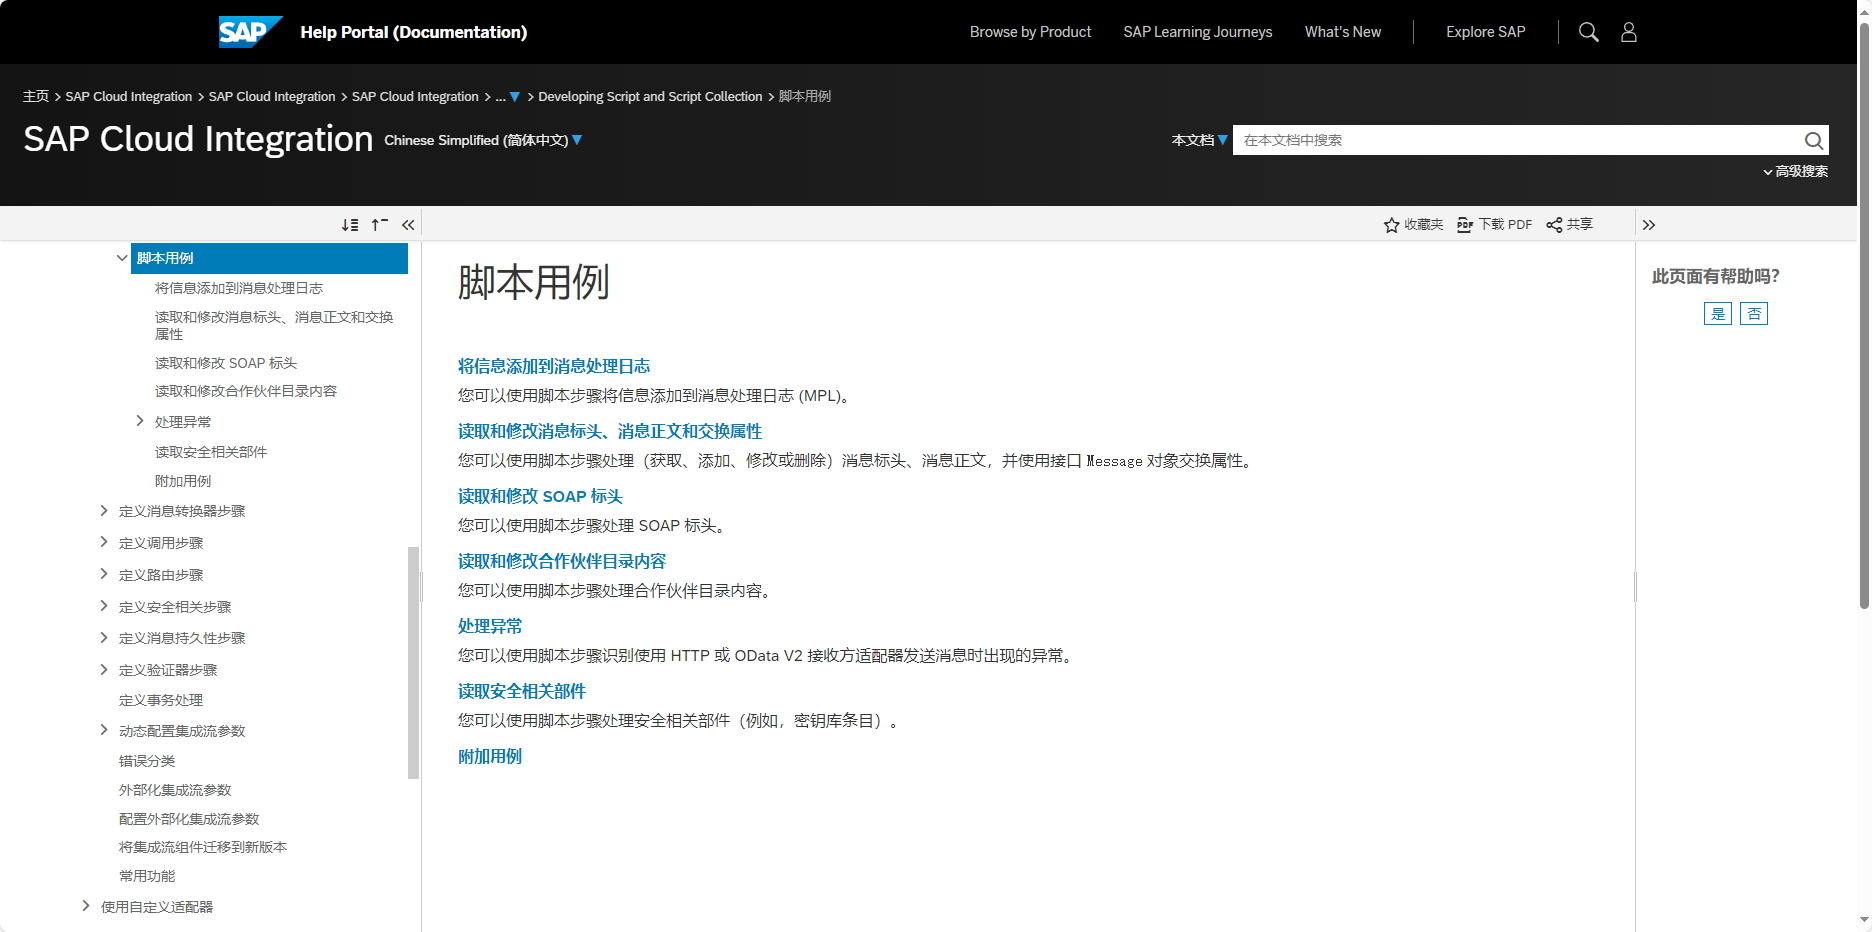 SAP Help Portal (Documentation) Browse by Product SAP Learning Journeys What's New Explore SAP
主页 > SAP Cloud Integration > SAP Cloud Integration > SAP Cloud Integration > ... ▼ > Developing Script and Script Collection > 脚本用例
SAP Cloud Integration Chinese Simplified (简体中文) ▼ 本文档 ▼ 在本文档中搜索
高级搜索
收藏夹 下载 PDF 共享
脚本用例
将信息添加到消息处理日志
读取和修改消息标头、消息正文和交换
属性
读取和修改 SOAP 标头
读取和修改合作伙伴目录内容
处理异常
读取安全相关部件
附加用例
定义消息转换器步骤
定义调用步骤
定义路由步骤
定义安全相关步骤
定义消息持久性步骤
定义验证器步骤
定义事务处理
动态配置集成流参数
错误分类
外部化集成流参数
配置外部化集成流参数
将集成流组件迁移到新版本
常用功能
使用自定义适配器
脚本用例
将信息添加到消息处理日志
您可以使用脚本步骤将信息添加到消息处理日志 (MPL)。
读取和修改消息标头、消息正文和交换属性
您可以使用脚本步骤处理（获取、添加、修改或删除）消息标头、消息正文，并使用接口 Message 对象交换属性。
读取和修改 SOAP 标头
您可以使用脚本步骤处理 SOAP 标头。
读取和修改合作伙伴目录内容
您可以使用脚本步骤处理合作伙伴目录内容。
处理异常
您可以使用脚本步骤识别使用 HTTP 或 OData V2 接收方适配器发送消息时出现的异常。
读取安全相关部件
您可以使用脚本步骤处理安全相关部件（例如，密钥库条目）。
附加用例
此页面有帮助吗?
是 否